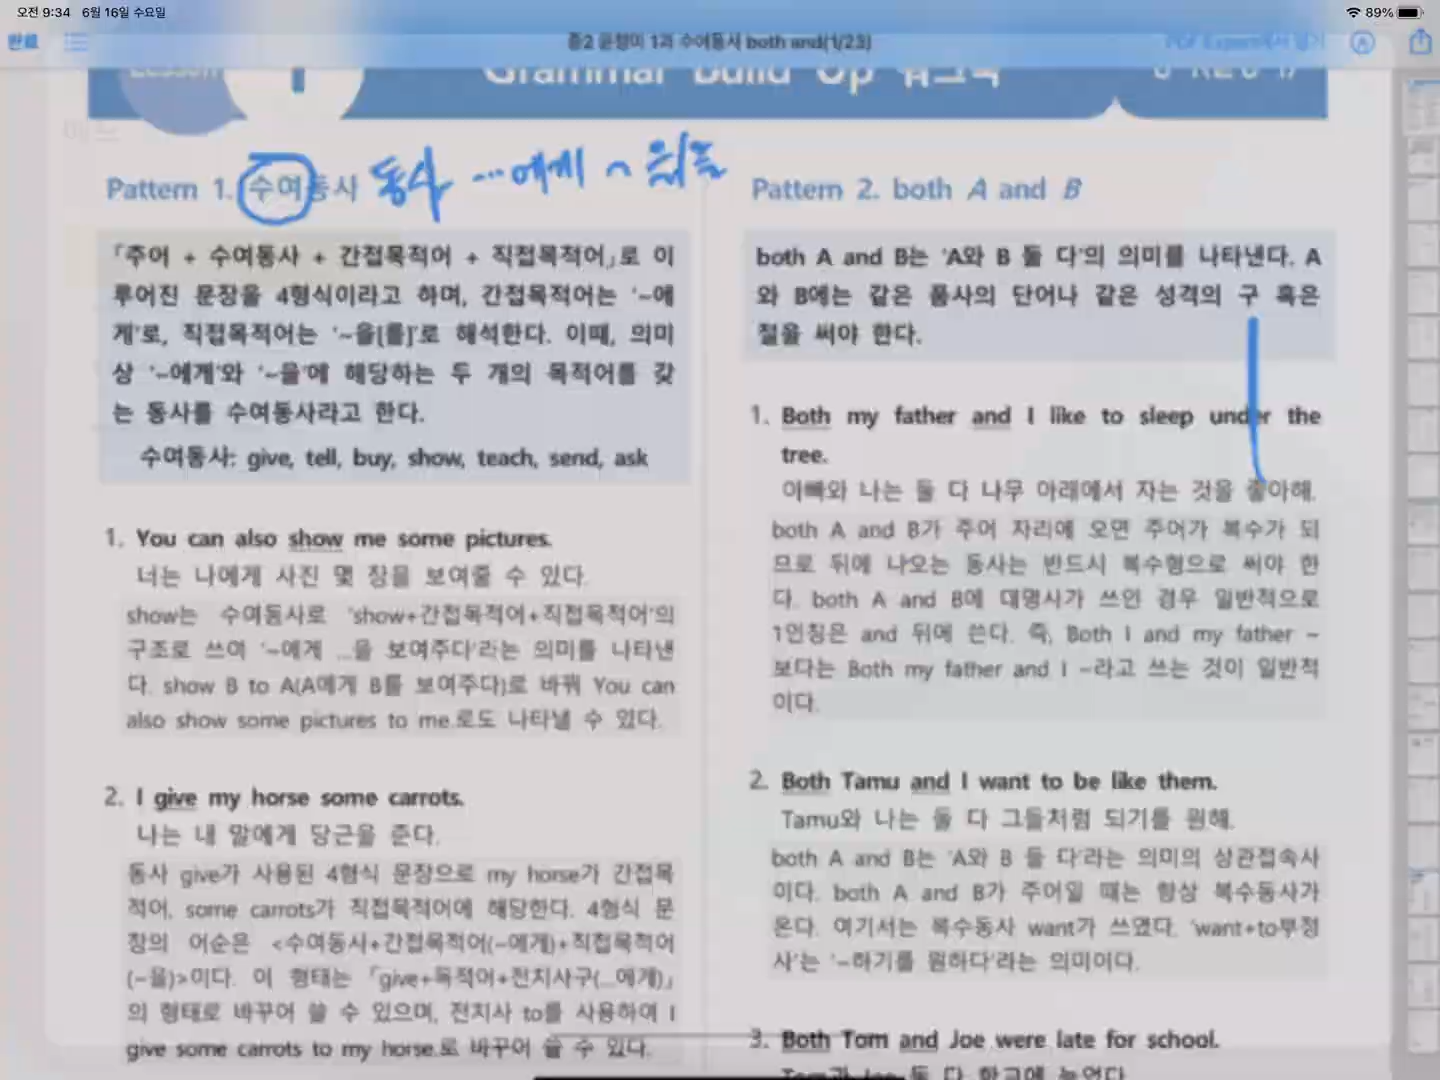 오전 9:34 6월 16일 수요일
89%
완료
중2 윤정미 1과 수여동사 both and(1/23)
Lesson
1
Grammar Build Up 워크북
Pattern 1. 수여동사
동사 …에게 ~ 을/를
「주어 + 수여동사 + 간접목적어 + 직접목적어」로 이
루어진 문장을 4형식이라고 하며, 간접목적어는 '~에
게'로, 직접목적어는 '~을[를]'로 해석한다. 이때, 의미
상 '~에게'와 '~을'에 해당하는 두 개의 목적어를 갖
는 동사를 수여동사라고 한다.
수여동사: give, tell, buy, show, teach, send, ask
1. You can also show me some pictures.
너는 나에게 사진 몇 장을 보여줄 수 있다.
show는 수여동사로 'show+간접목적어+직접목적어'의
구조로 쓰여 '~에게 …을 보여주다'라는 의미를 나타낸
다. show B to A(A에게 B를 보여주다)로 바꿔 You can
also show some pictures to me.로도 나타낼 수 있다.
2. I give my horse some carrots.
나는 내 말에게 당근을 준다.
동사 give가 사용된 4형식 문장으로 my horse가 간접목
적어, some carrots가 직접목적어에 해당한다. 4형식 문
장의 어순은 <수여동사+간접목적어(~에게)+직접목적어
(~을)>이다. 이 형태는 「give+목적어+전치사구(…에게)」
의 형태로 바꾸어 쓸 수 있으며, 전치사 to를 사용하여 I
give some carrots to my horse.로 바꾸어 쓸 수 있다.
Pattern 2. both A and B
both A and B는 'A와 B 둘 다'의 의미를 나타낸다. A
와 B에는 같은 품사의 단어나 같은 성격의 구 혹은
절을 써야 한다.
1. Both my father and I like to sleep under the
tree.
아빠와 나는 둘 다 나무 아래에서 자는 것을 좋아해.
both A and B가 주어 자리에 오면 주어가 복수가 되
므로 뒤에 나오는 동사는 반드시 복수형으로 써야 한
다. both A and B에 대명사가 쓰인 경우 일반적으로
1인칭은 and 뒤에 쓴다. 즉, Both I and my father ~
보다는 Both my father and I ~라고 쓰는 것이 일반적
이다.
2. Both Tamu and I want to be like them.
Tamu와 나는 둘 다 그들처럼 되기를 원해.
both A and B는 'A와 B 둘 다'라는 의미의 상관접속사
이다. both A and B가 주어일 때는 항상 복수동사가
온다. 여기서는 복수동사 want가 쓰였다. 'want+to부정
사'는 '~하기를 원하다'라는 의미이다.
3. Both Tom and Joe were late for school.
Tom과 Joe 둘 다 학교에 늦었다.